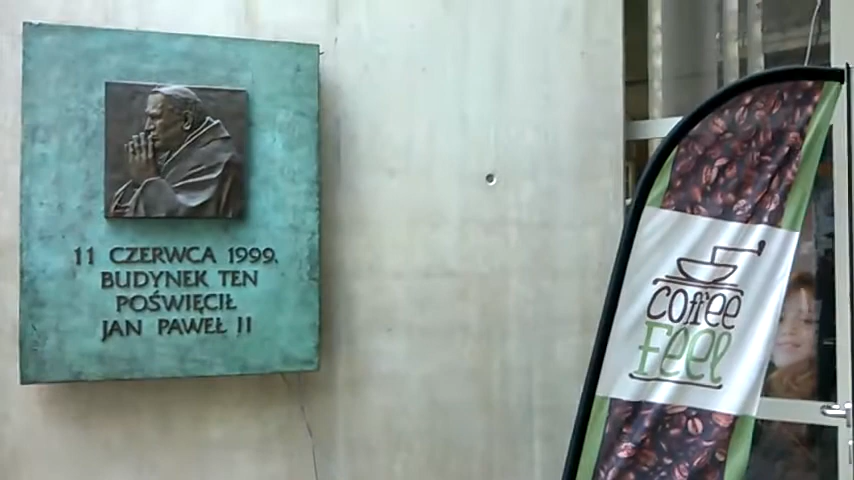 11 CZERWCA 1999.
BUDYNEK TEN
POŚWIĘCIŁ
JAN PAWEŁ II
coffee
Feel